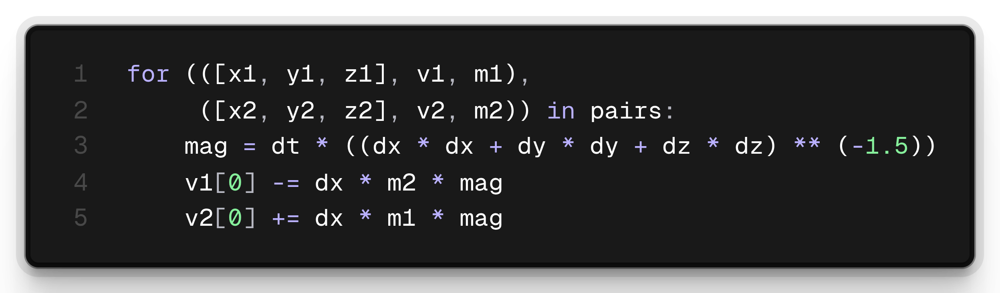 1 for (([x1, y1, z1], v1, m1),
2 ([x2, y2, z2], v2, m2)) in pairs:
3 mag = dt * ((dx * dx + dy * dy + dz * dz) ** (-1.5))
4 v1[0] -= dx * m2 * mag
5 v2[0] += dx * m1 * mag